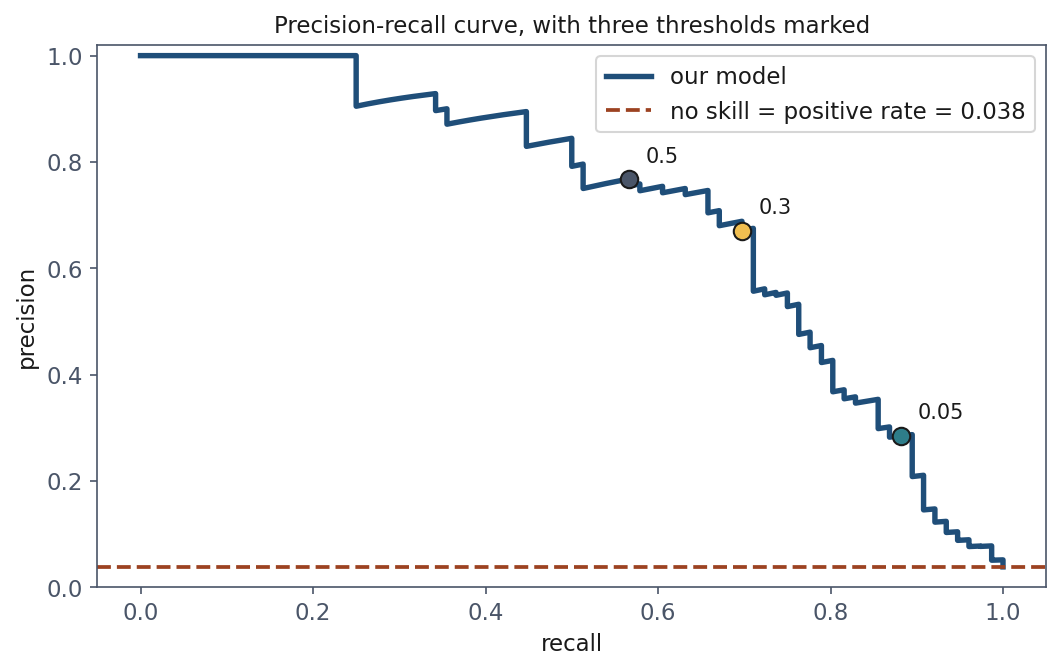 Precision-recall curve, with three thresholds marked
our model
no skill = positive rate = 0.038
1.0
0.8
0.6
0.4
0.2
0.0
precision
0.5
0.3
0.05
0.0 0.2 0.4 0.6 0.8 1.0
recall